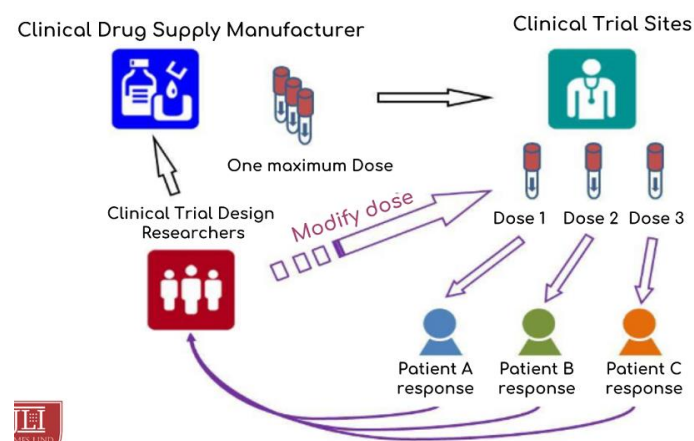 Clinical Drug Supply Manufacturer
Clinical Trial Sites
One maximum Dose
Clinical Trial Design
Researchers
Modify dose
Dose 1
Dose 2
Dose 3
Patient A
response
Patient B
response
Patient C
response
JLI